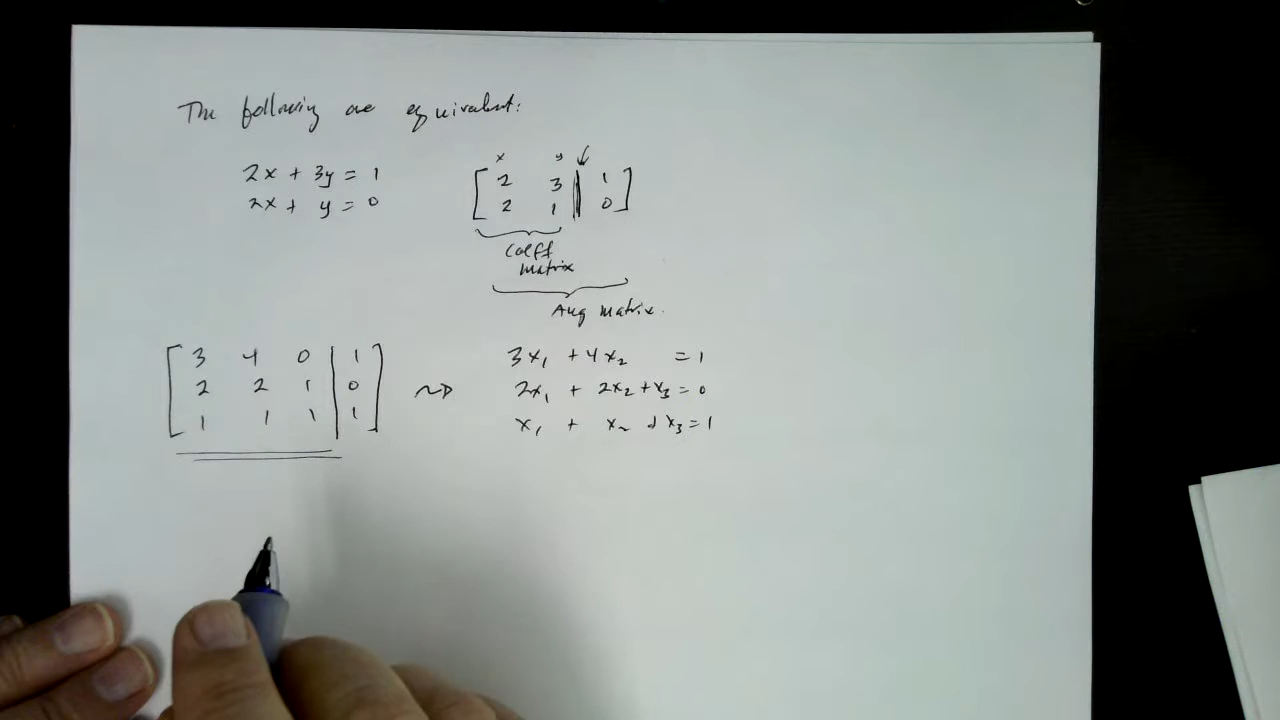 The following are equivalent:
2x + 3y = 1
2x + y = 0
x y ↓
[ 2 3 | 1 ]
[ 2 1 | 0 ]
Coeff
matrix
Aug matrix.
[ 3 4 0 | 1 ]
[ 2 2 1 | 0 ]
[ 1 1 1 | 1 ]
⇝
3x₁ + 4x₂ = 1
2x₁ + 2x₂ + x₃ = 0
x₁ + x₂ + x₃ = 1